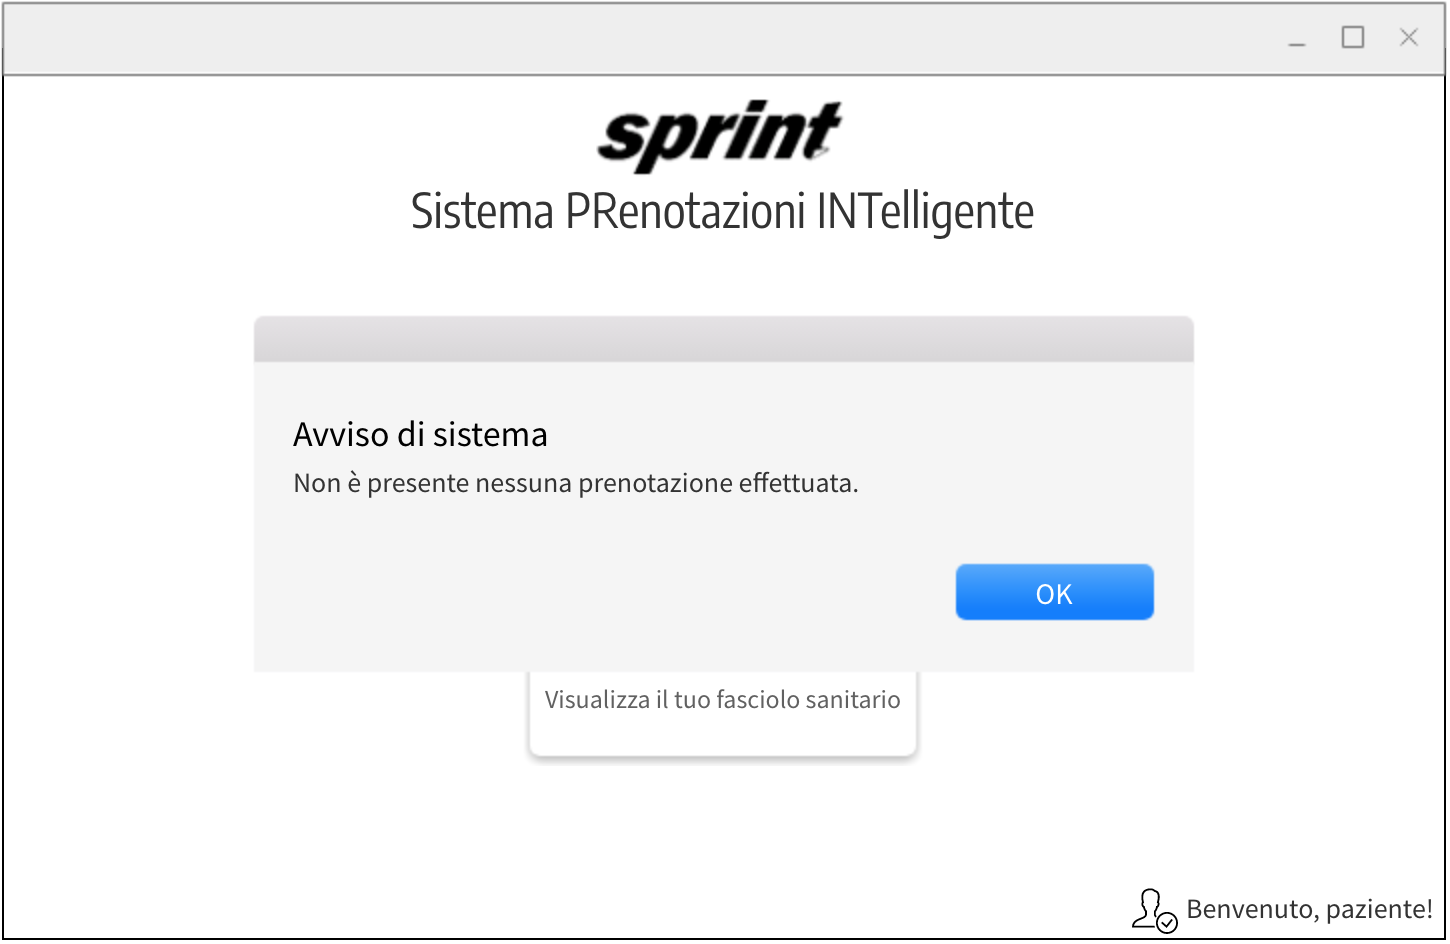 sprint
Sistema PRenotazioni INTelligente
Avviso di sistema
Non è presente nessuna prenotazione effettuata.
OK
Visualizza il tuo fasciolo sanitario
Benvenuto, paziente!